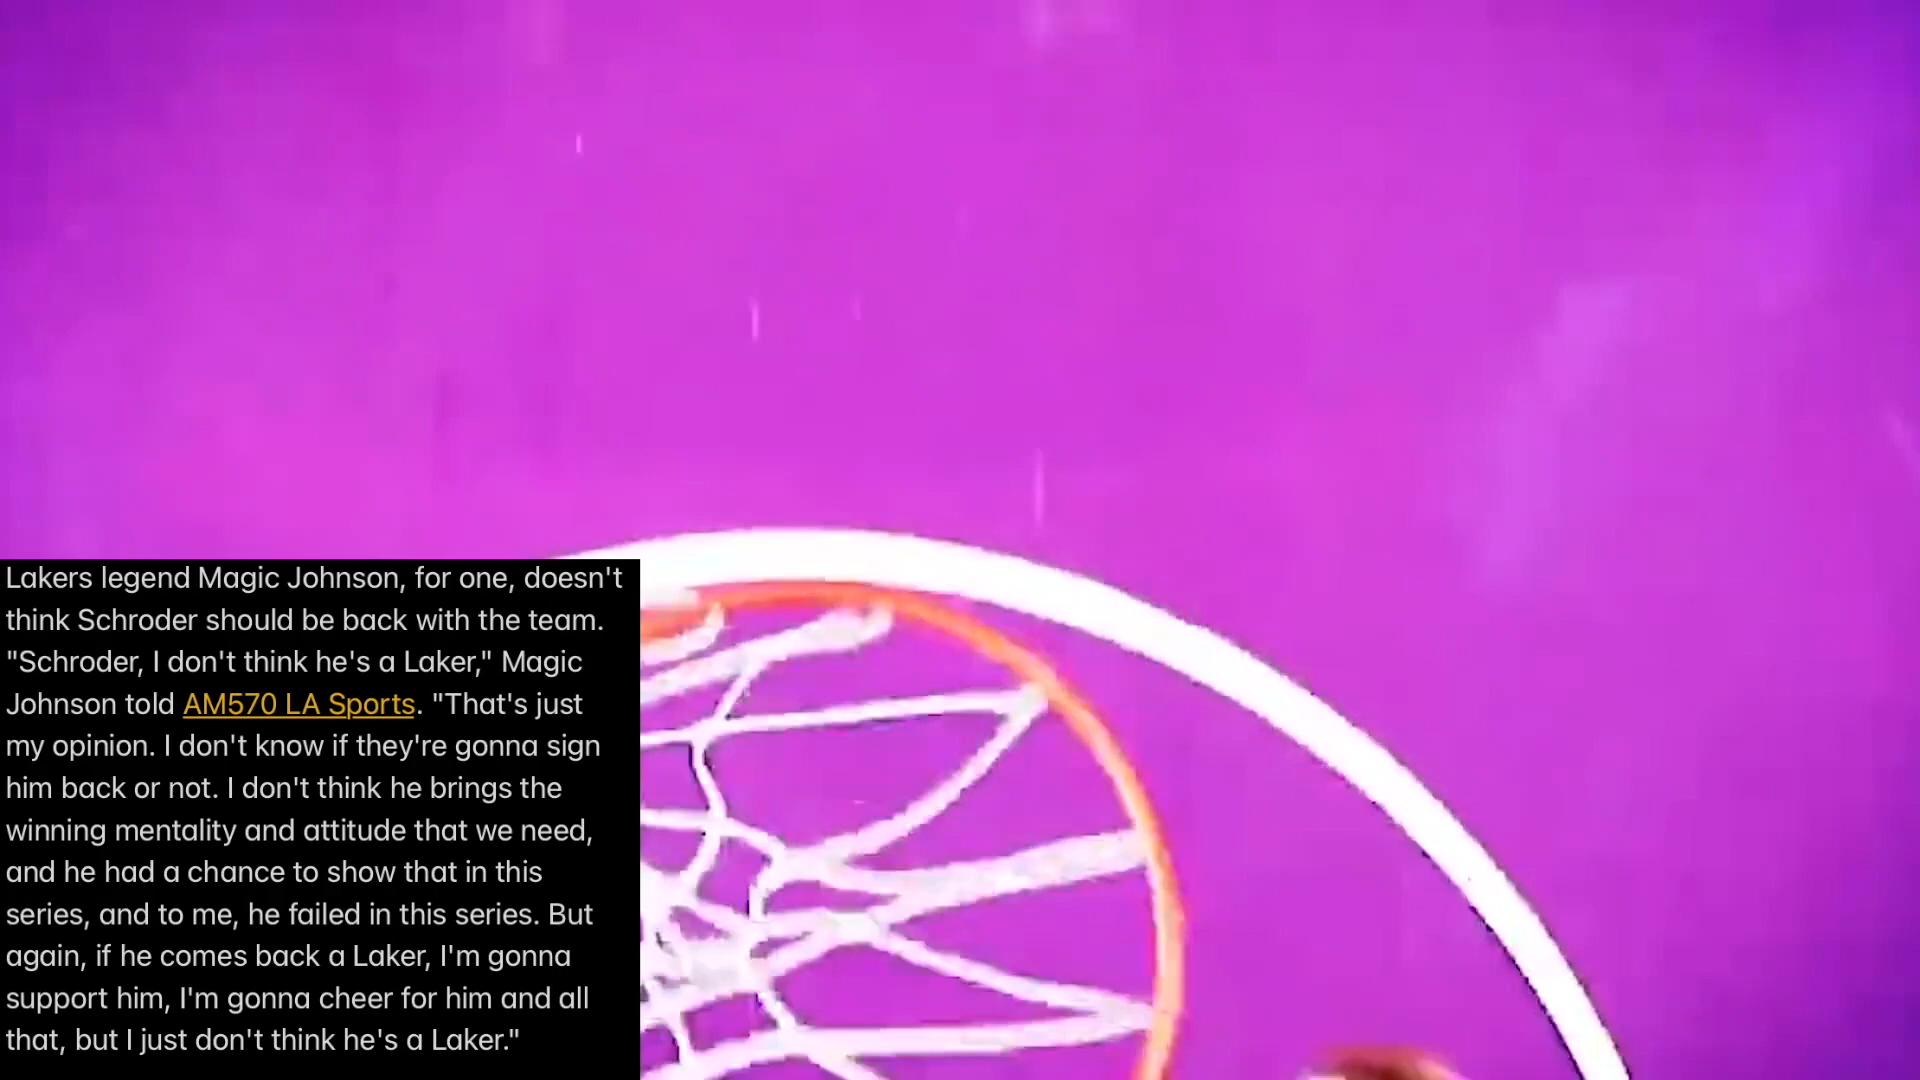 Lakers legend Magic Johnson, for one, doesn't
think Schroder should be back with the team.
"Schroder, I don't think he's a Laker," Magic
Johnson told AM570 LA Sports. "That's just
my opinion. I don't know if they're gonna sign
him back or not. I don't think he brings the
winning mentality and attitude that we need,
and he had a chance to show that in this
series, and to me, he failed in this series. But
again, if he comes back a Laker, I'm gonna
support him, I'm gonna cheer for him and all
that, but I just don't think he's a Laker."